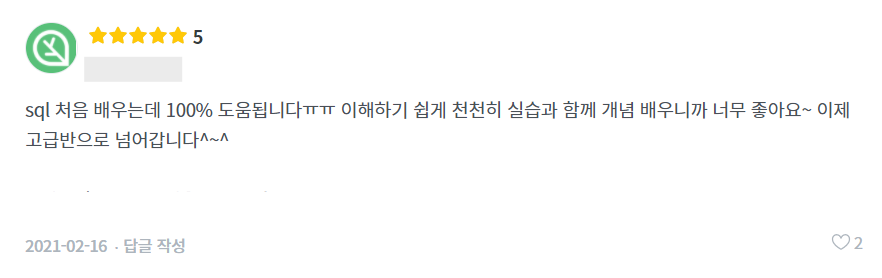 5
sql 처음 배우는데 100% 도움됩니다ㅠㅠ 이해하기 쉽게 천천히 실습과 함께 개념 배우니까 너무 좋아요~ 이제
고급반으로 넘어갑니다^~^
2021-02-16 · 답글 작성
2